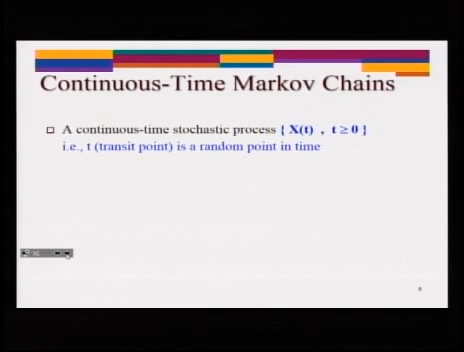 Continuous-Time Markov Chains
A continuous-time stochastic process { X(t) , t ≥ 0 }
i.e., t (transit point) is a random point in time